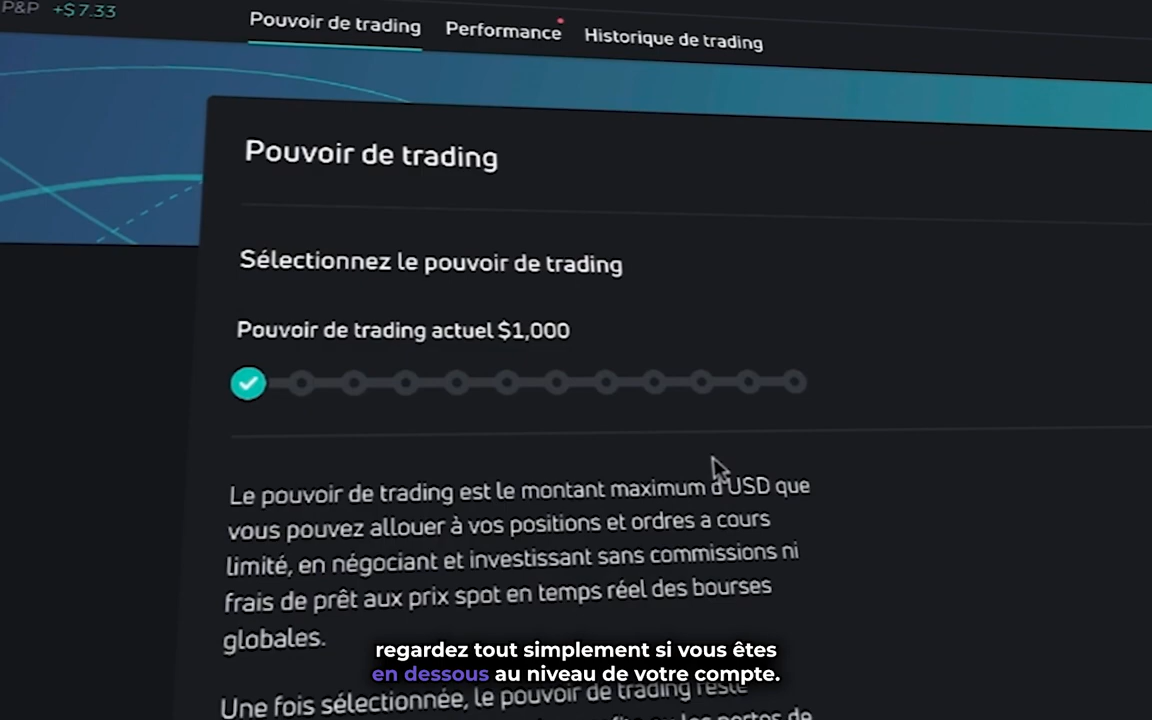 P&P +$7.33
Pouvoir de trading Performance Historique de trading
Pouvoir de trading
Sélectionnez le pouvoir de trading
Pouvoir de trading actuel $1,000
Le pouvoir de trading est le montant maximum d'USD que
vous pouvez allouer à vos positions et ordres a cours
limité, en négociant et investissant sans commissions ni
frais de prêt aux prix spot en temps réel des bourses
globales.
regardez tout simplement si vous êtes
en dessous au niveau de votre compte.
Une fois sélectionnée, le pouvoir de trading reste
les pertes de